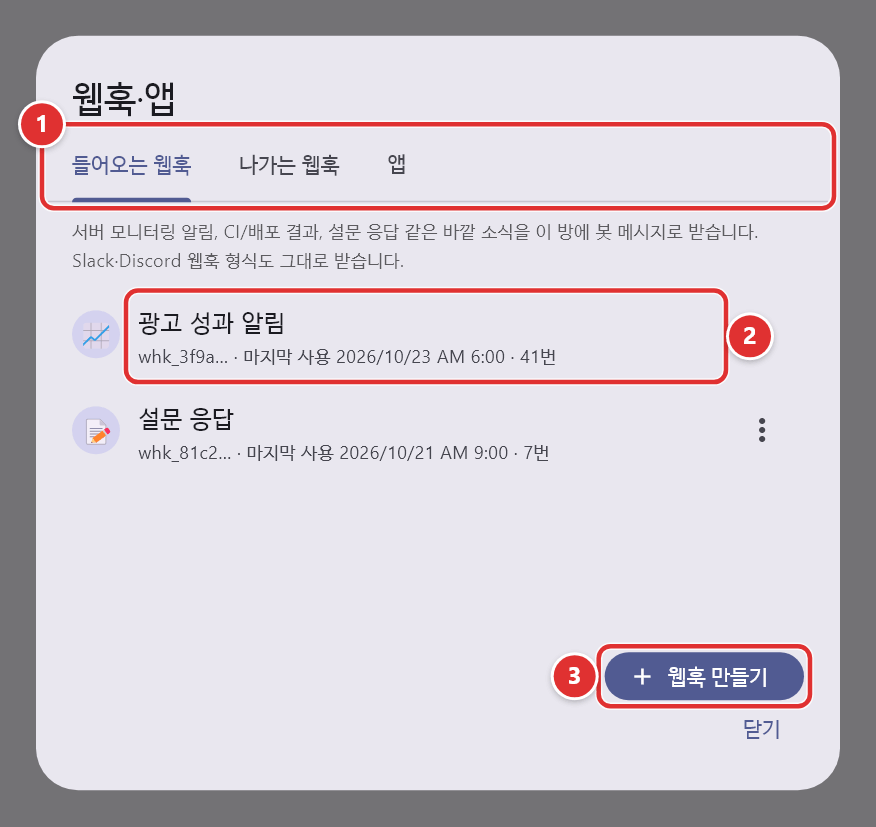 웹훅·앱
1
들어오는 웹훅 나가는 웹훅 앱
서버 모니터링 알림, CI/배포 결과, 설문 응답 같은 바깥 소식을 이 방에 봇 메시지로 받습니다.
Slack·Discord 웹훅 형식도 그대로 받습니다.
광고 성과 알림
whk_3f9a... · 마지막 사용 2026/10/23 AM 6:00 · 41번
2
설문 응답
whk_81c2... · 마지막 사용 2026/10/21 AM 9:00 · 7번
3
+ 웹훅 만들기
닫기